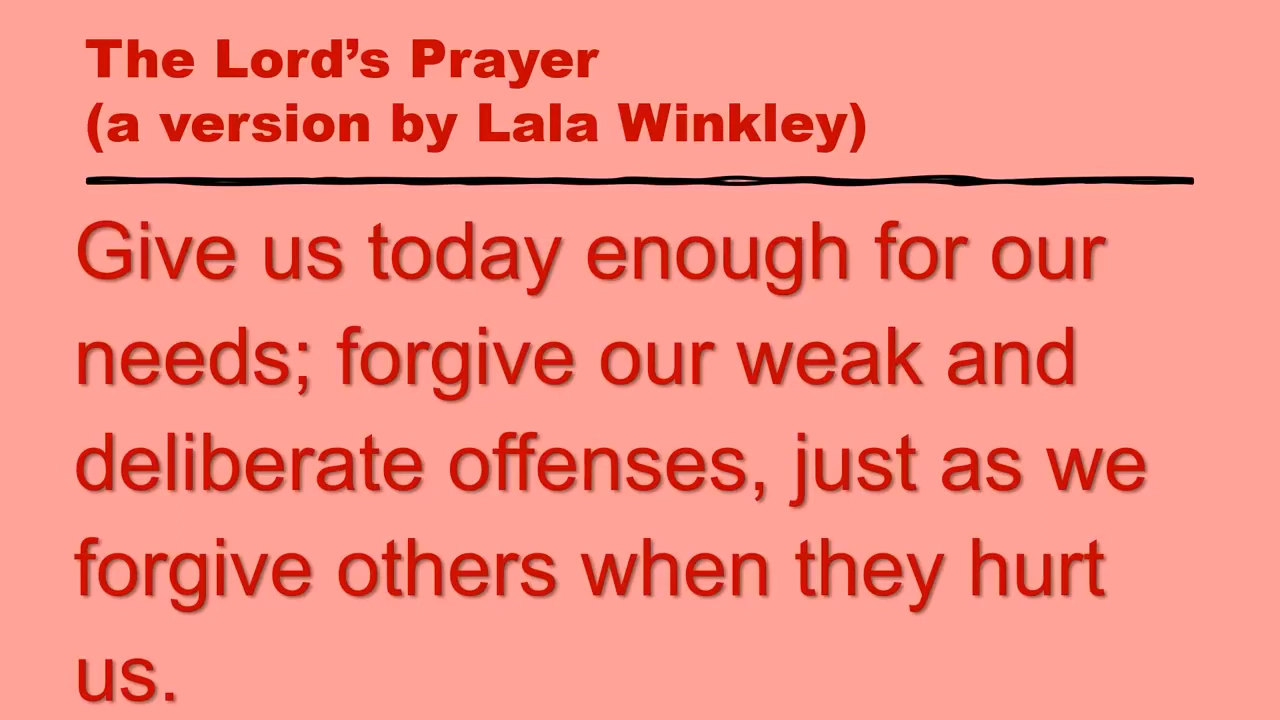 The Lord’s Prayer
(a version by Lala Winkley)
Give us today enough for our
needs; forgive our weak and
deliberate offenses, just as we
forgive others when they hurt
us.